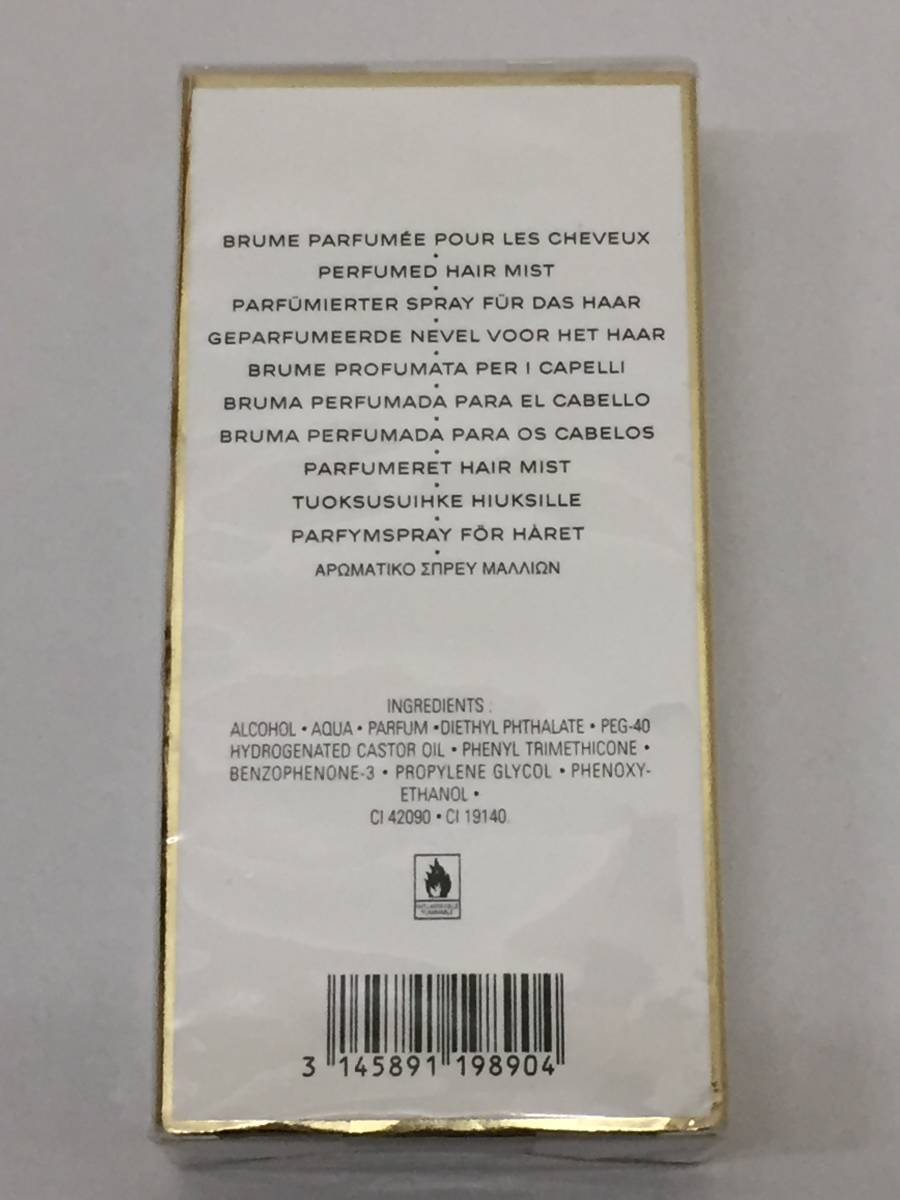 BRUME PARFUMÉE POUR LES CHEVEUX
•
PERFUMED HAIR MIST
•
PARFÜMIERTER SPRAY FÜR DAS HAAR
•
GEPARFUMEERDE NEVEL VOOR HET HAAR
•
BRUME PROFUMATA PER I CAPELLI
•
BRUMA PERFUMADA PARA EL CABELLO
•
BRUMA PERFUMADA PARA OS CABELOS
•
PARFUMERET HAIR MIST
•
TUOKSUSUIHKE HIUKSILLE
•
PARFYMSPRAY FÖR HÅRET
•
ΑΡΩΜΑΤΙΚΟ ΣΠΡΕΥ ΜΑΛΛΙΩΝ
INGREDIENTS :
ALCOHOL • AQUA • PARFUM • DIETHYL PHTHALATE • PEG-40
HYDROGENATED CASTOR OIL • PHENYL TRIMETHICONE •
BENZOPHENONE-3 • PROPYLENE GLYCOL • PHENOXY-
ETHANOL •
CI 42090 • CI 19140
3 145891 198904